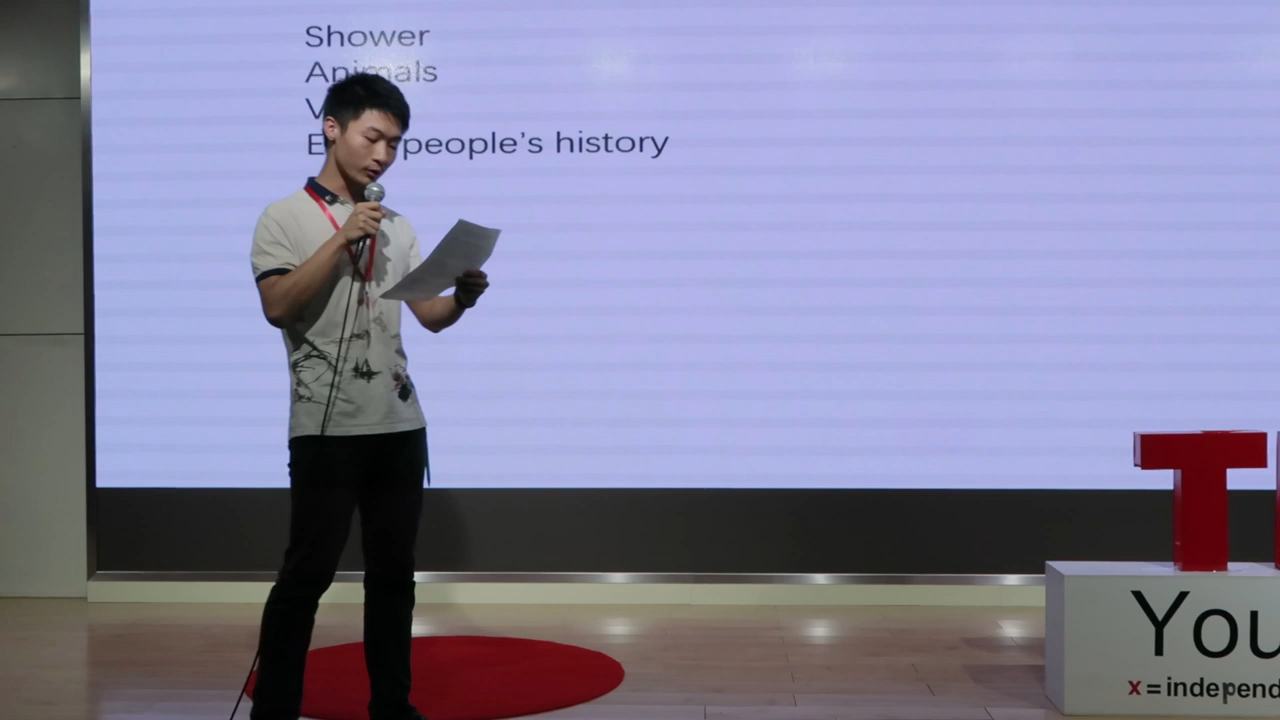 Shower
Animals
V
E people's history
T
You
x=independ